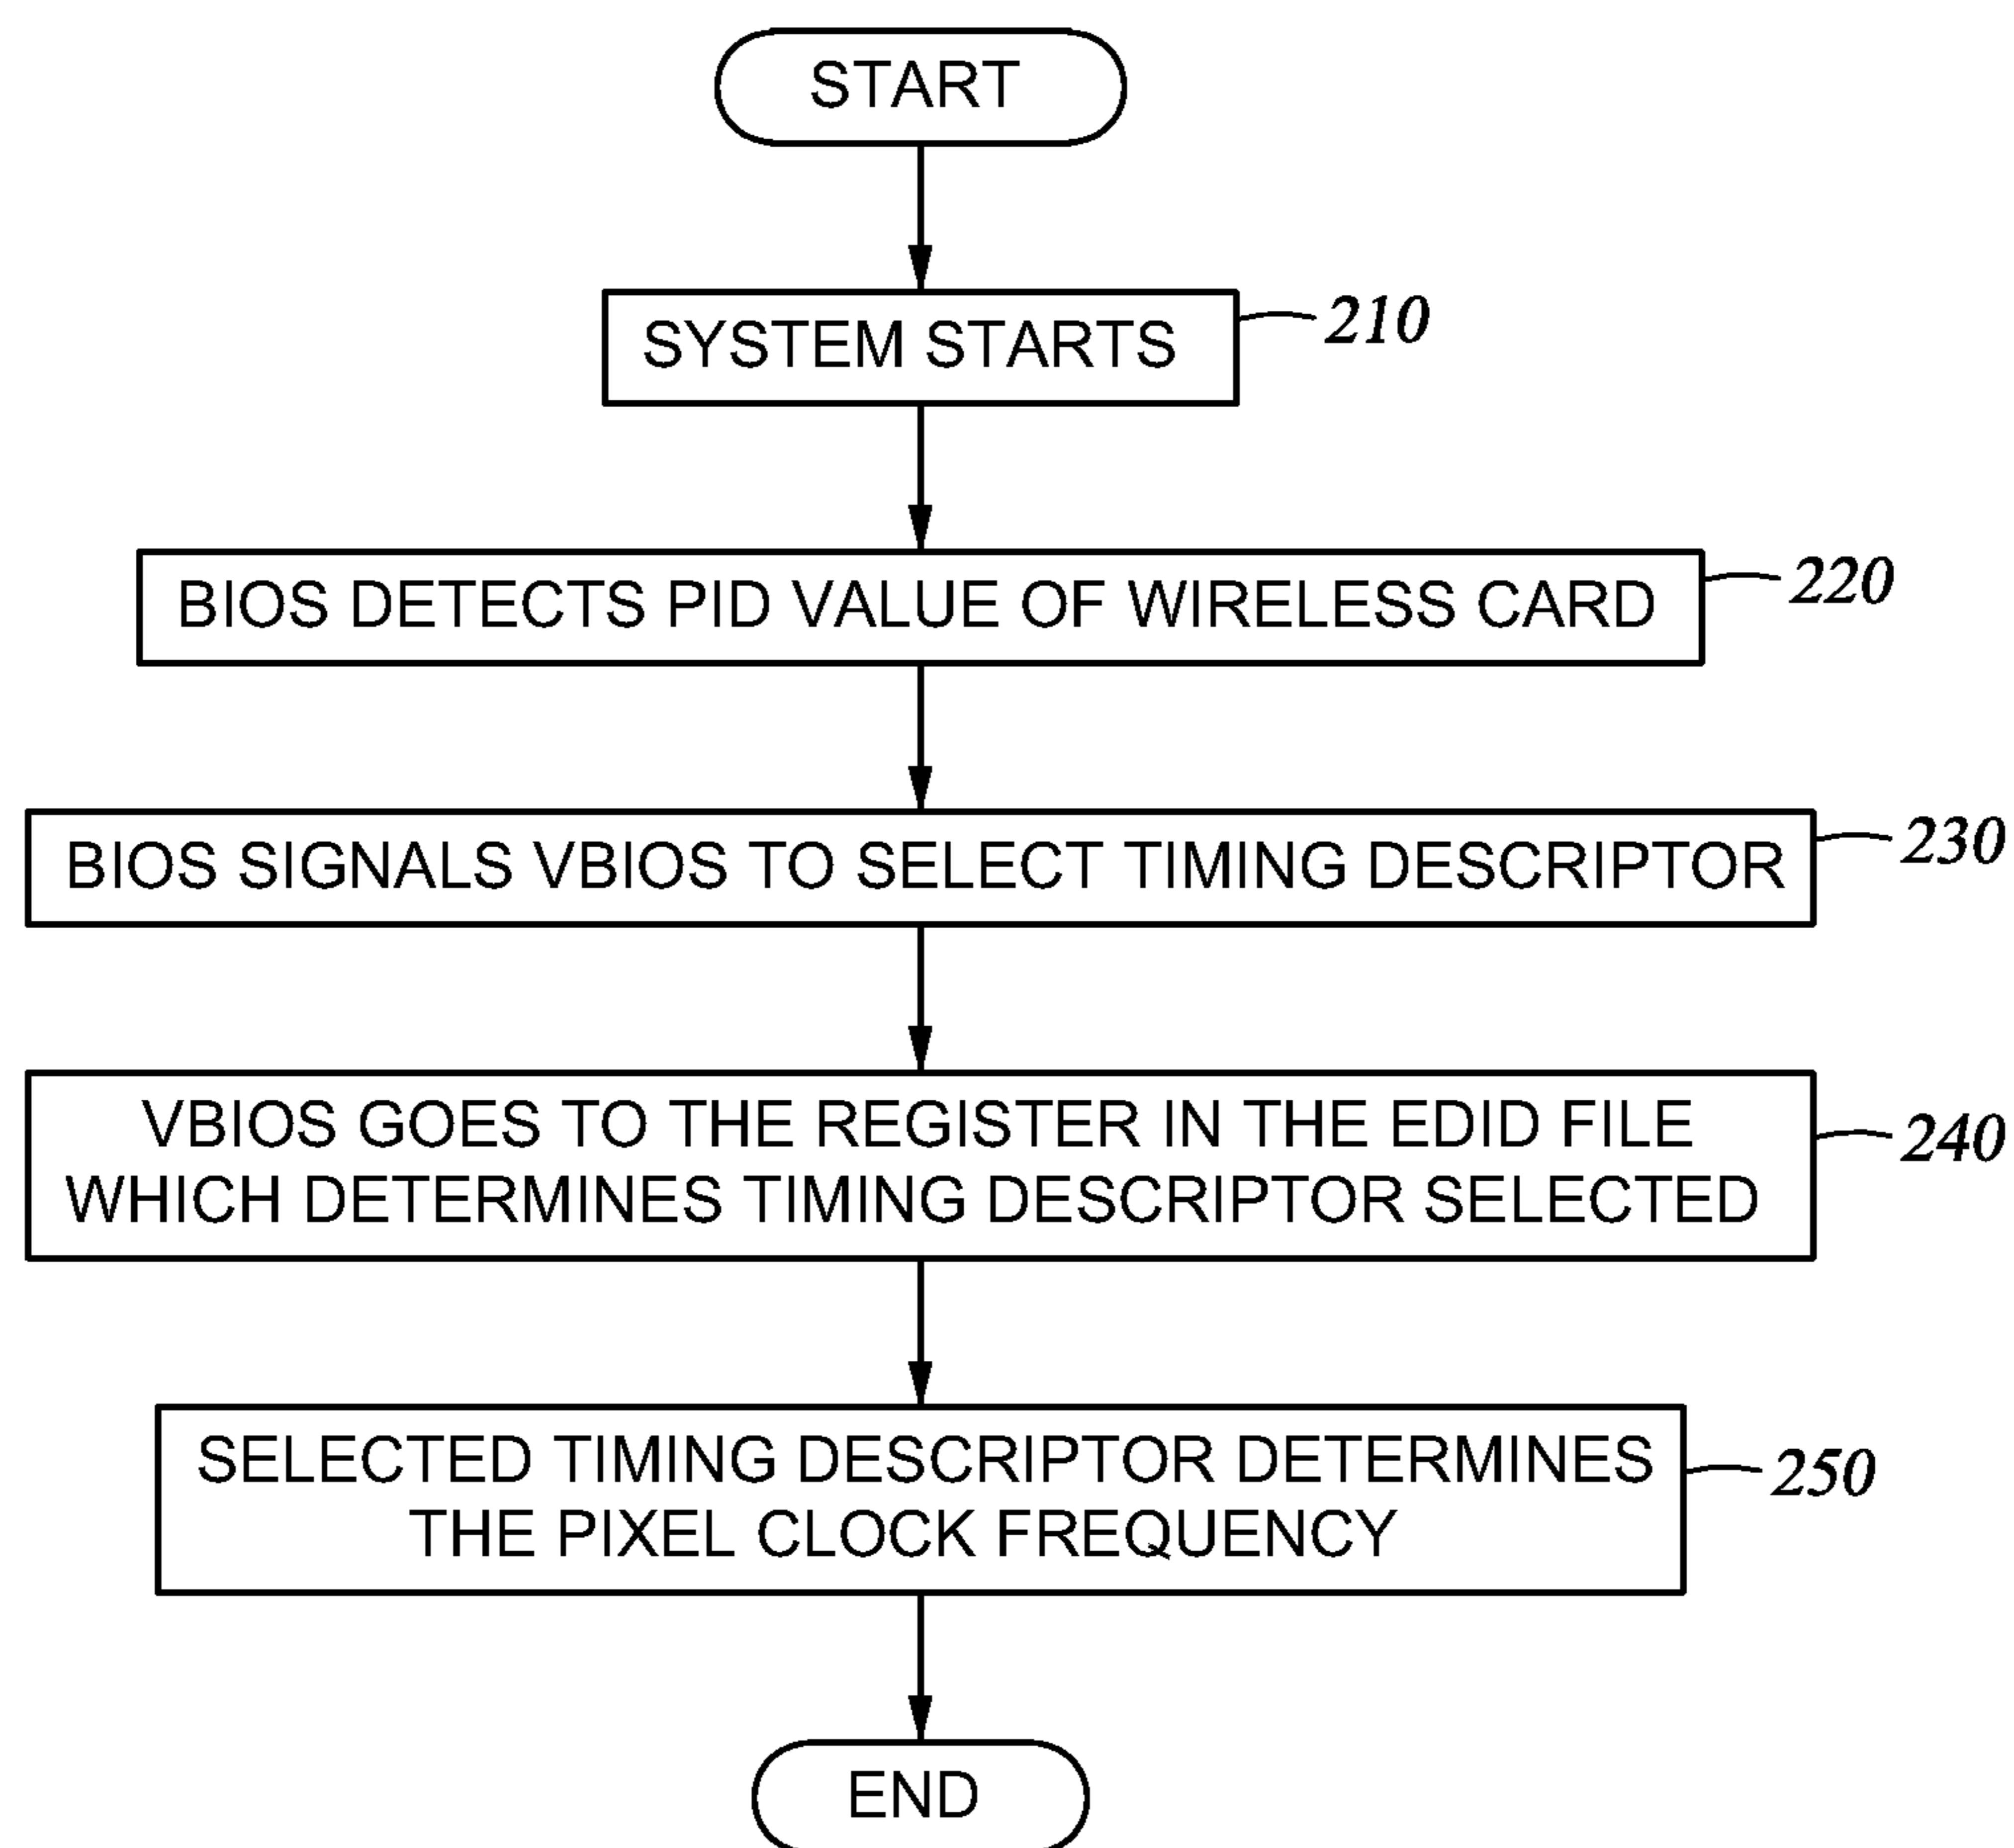 START
SYSTEM STARTS
210
BIOS DETECTS PID VALUE OF WIRELESS CARD
220
BIOS SIGNALS VBIOS TO SELECT TIMING DESCRIPTOR
230
VBIOS GOES TO THE REGISTER IN THE EDID FILE
WHICH DETERMINES TIMING DESCRIPTOR SELECTED
240
SELECTED TIMING DESCRIPTOR DETERMINES
THE PIXEL CLOCK FREQUENCY
250
END